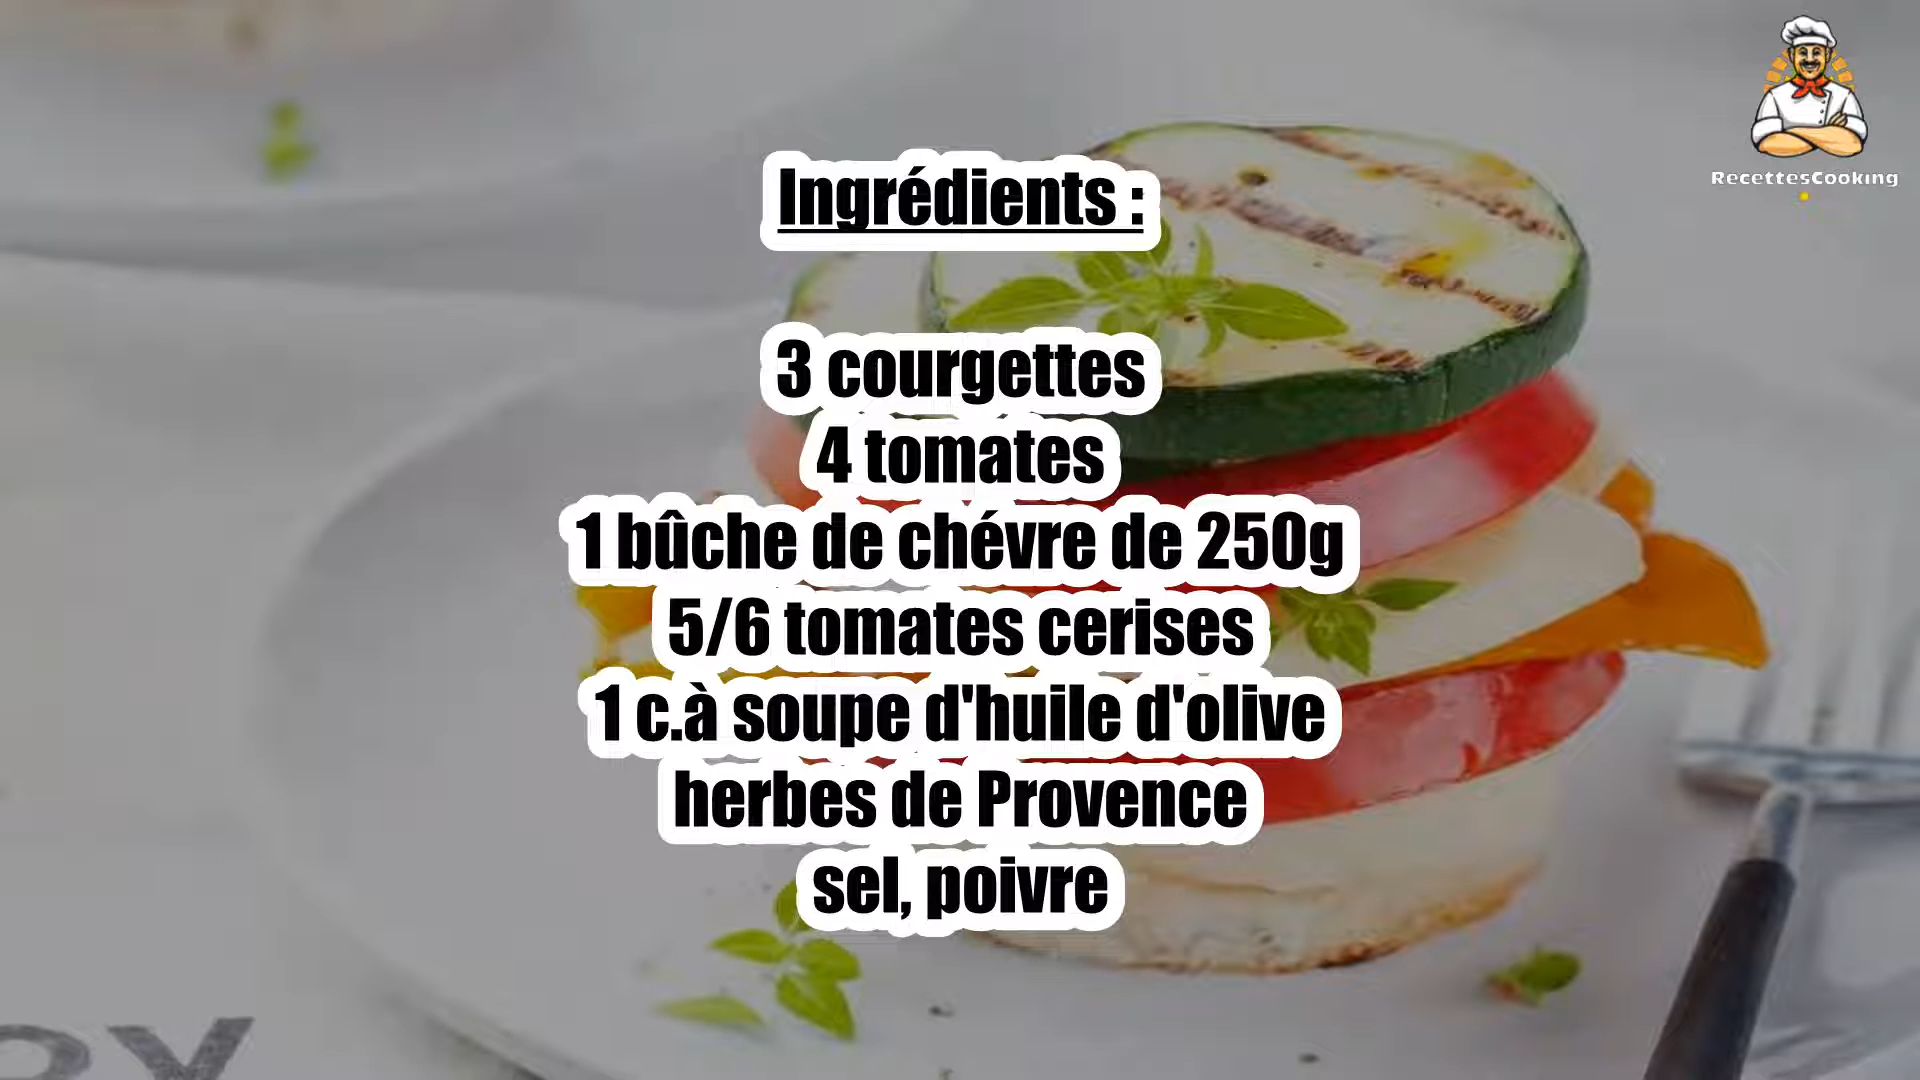 RecettesCooking
Ingrédients :
3 courgettes
4 tomates
1 bûche de chévre de 250g
5/6 tomates cerises
1 c.à soupe d'huile d'olive
herbes de Provence
sel, poivre